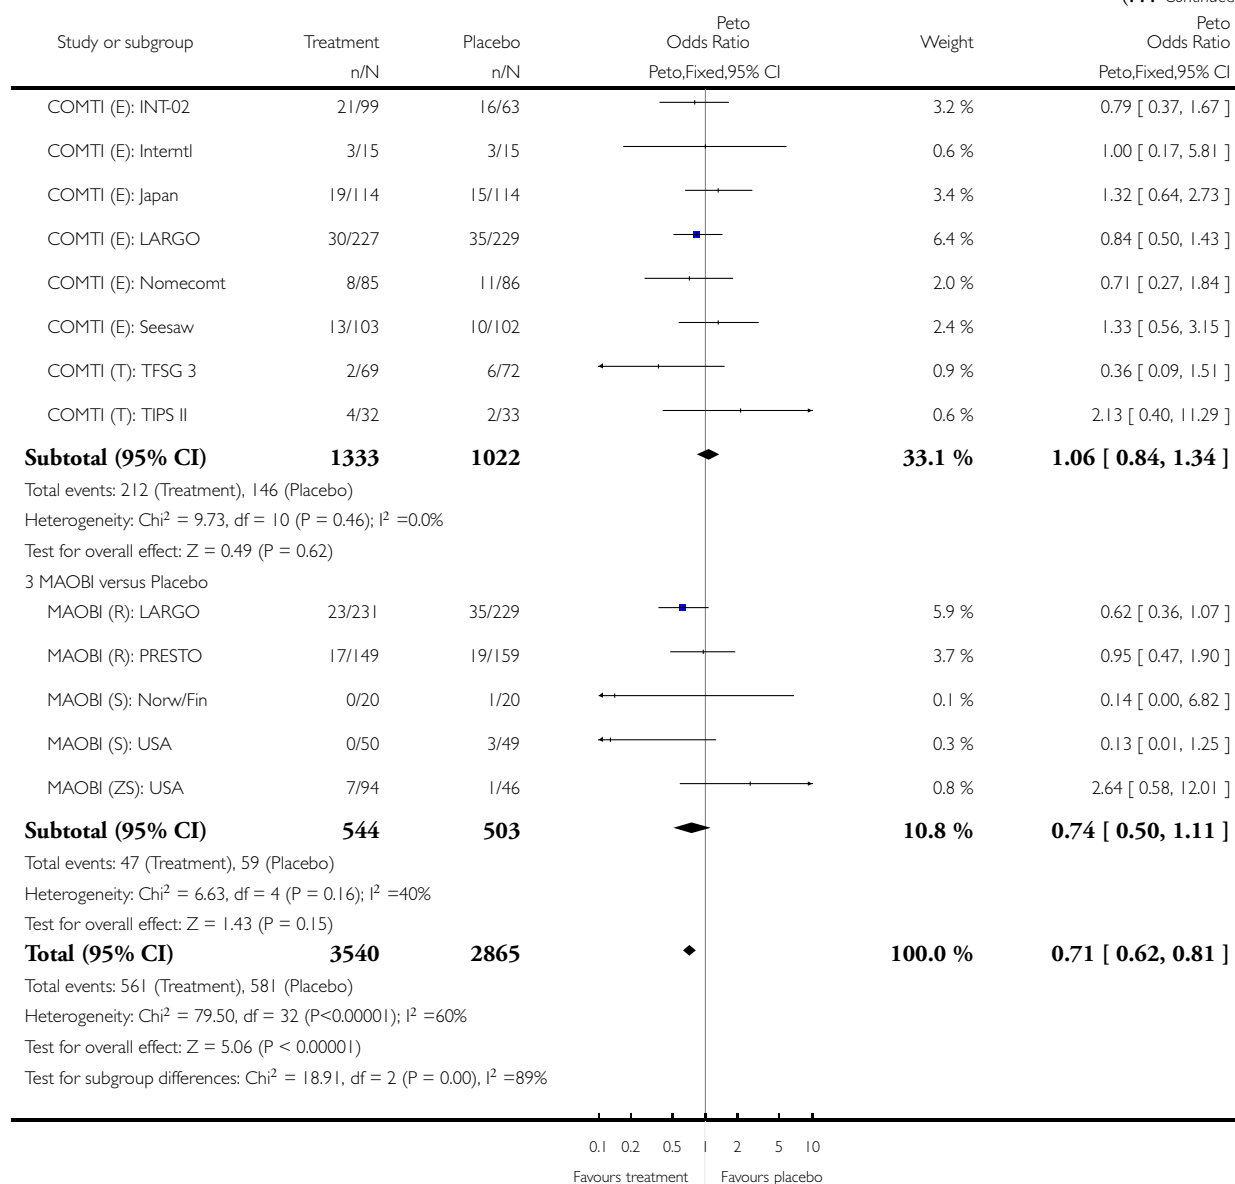 Continued
Peto Peto
Study or subgroup Treatment Placebo Odds Ratio Weight Odds Ratio
n/N n/N Peto,Fixed,95% CI Peto,Fixed,95% CI
COMTI (E): INT-02 21/99 16/63 3.2 % 0.79 [ 0.37, 1.67 ]
COMTI (E): Interntl 3/15 3/15 0.6 % 1.00 [ 0.17, 5.81 ]
COMTI (E): Japan 19/114 15/114 3.4 % 1.32 [ 0.64, 2.73 ]
COMTI (E): LARGO 30/227 35/229 6.4 % 0.84 [ 0.50, 1.43 ]
COMTI (E): Nomecomt 8/85 11/86 2.0 % 0.71 [ 0.27, 1.84 ]
COMTI (E): Seesaw 13/103 10/102 2.4 % 1.33 [ 0.56, 3.15 ]
COMTI (T): TFSG 3 2/69 6/72 0.9 % 0.36 [ 0.09, 1.51 ]
COMTI (T): TIPS II 4/32 2/33 0.6 % 2.13 [ 0.40, 11.29 ]
Subtotal (95% CI) 1333 1022 33.1 % 1.06 [ 0.84, 1.34 ]
Total events: 212 (Treatment), 146 (Placebo)
Heterogeneity: Chi² = 9.73, df = 10 (P = 0.46); I² =0.0%
Test for overall effect: Z = 0.49 (P = 0.62)
3 MAOBI versus Placebo
MAOBI (R): LARGO 23/231 35/229 5.9 % 0.62 [ 0.36, 1.07 ]
MAOBI (R): PRESTO 17/149 19/159 3.7 % 0.95 [ 0.47, 1.90 ]
MAOBI (S): Norw/Fin 0/20 1/20 0.1 % 0.14 [ 0.00, 6.82 ]
MAOBI (S): USA 0/50 3/49 0.3 % 0.13 [ 0.01, 1.25 ]
MAOBI (ZS): USA 7/94 1/46 0.8 % 2.64 [ 0.58, 12.01 ]
Subtotal (95% CI) 544 503 10.8 % 0.74 [ 0.50, 1.11 ]
Total events: 47 (Treatment), 59 (Placebo)
Heterogeneity: Chi² = 6.63, df = 4 (P = 0.16); I² =40%
Test for overall effect: Z = 1.43 (P = 0.15)
Total (95% CI) 3540 2865 100.0 % 0.71 [ 0.62, 0.81 ]
Total events: 561 (Treatment), 581 (Placebo)
Heterogeneity: Chi² = 79.50, df = 32 (P<0.00001); I² =60%
Test for overall effect: Z = 5.06 (P < 0.00001)
Test for subgroup differences: Chi² = 18.91, df = 2 (P = 0.00), I² =89%
0.1 0.2 0.5 1 2 5 10
Favours treatment Favours placebo